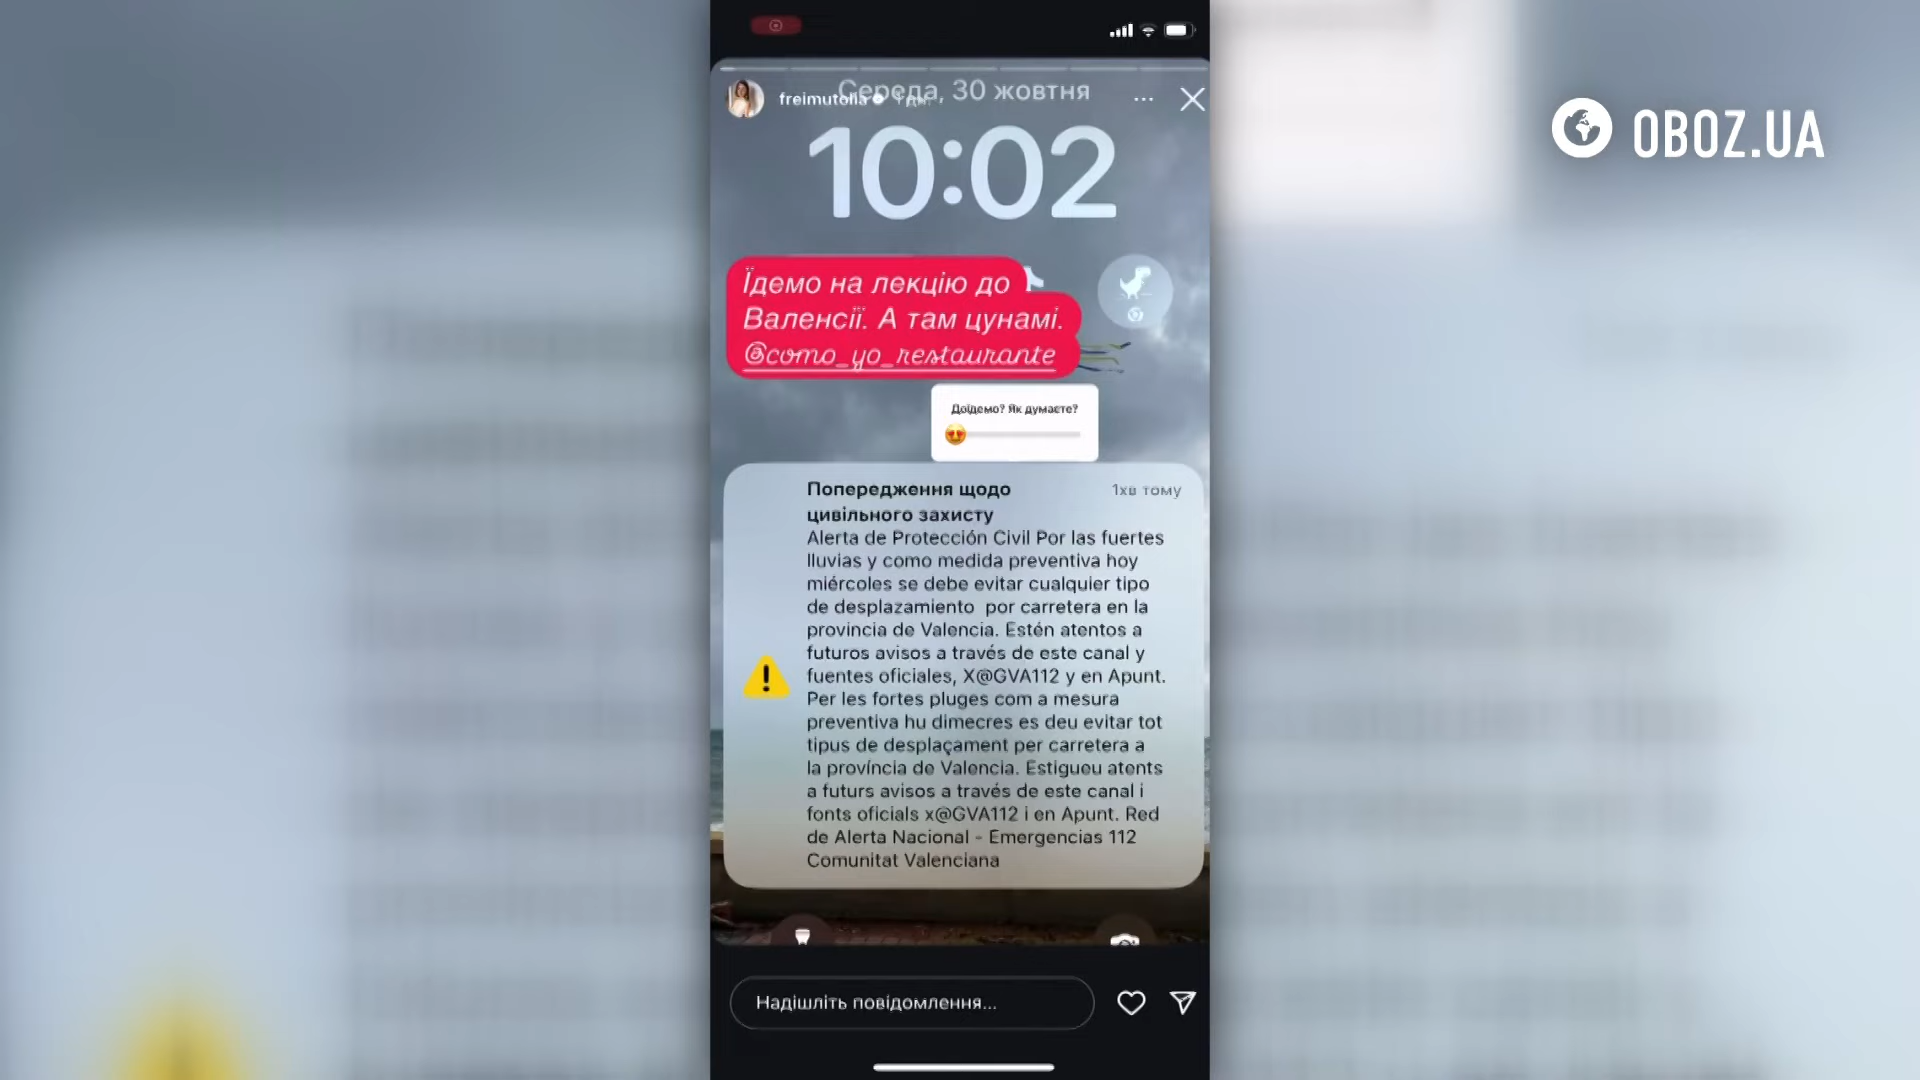 Середа, 30 жовтня
freimutolia
10:02
OBOZ.UA
Їдемо на лекцію до
Валенсії. А там цунамі.
@como_yo_restaurante
Доїдемо? Як думаєте?
Попередження щодо
цивільного захисту
1хв тому
Alerta de Protección Civil Por las fuertes
lluvias y como medida preventiva hoy
miércoles se debe evitar cualquier tipo
de desplazamiento por carretera en la
provincia de Valencia. Estén atentos a
futuros avisos a través de este canal y
fuentes oficiales, X@GVA112 y en Apunt.
Per les fortes pluges com a mesura
preventiva hu dimecres es deu evitar tot
tipus de desplaçament per carretera a
la província de Valencia. Estigueu atents
a futurs avisos a través de este canal i
fonts oficials x@GVA112 i en Apunt. Red
de Alerta Nacional - Emergencias 112
Comunitat Valenciana
Надішліть повідомлення...